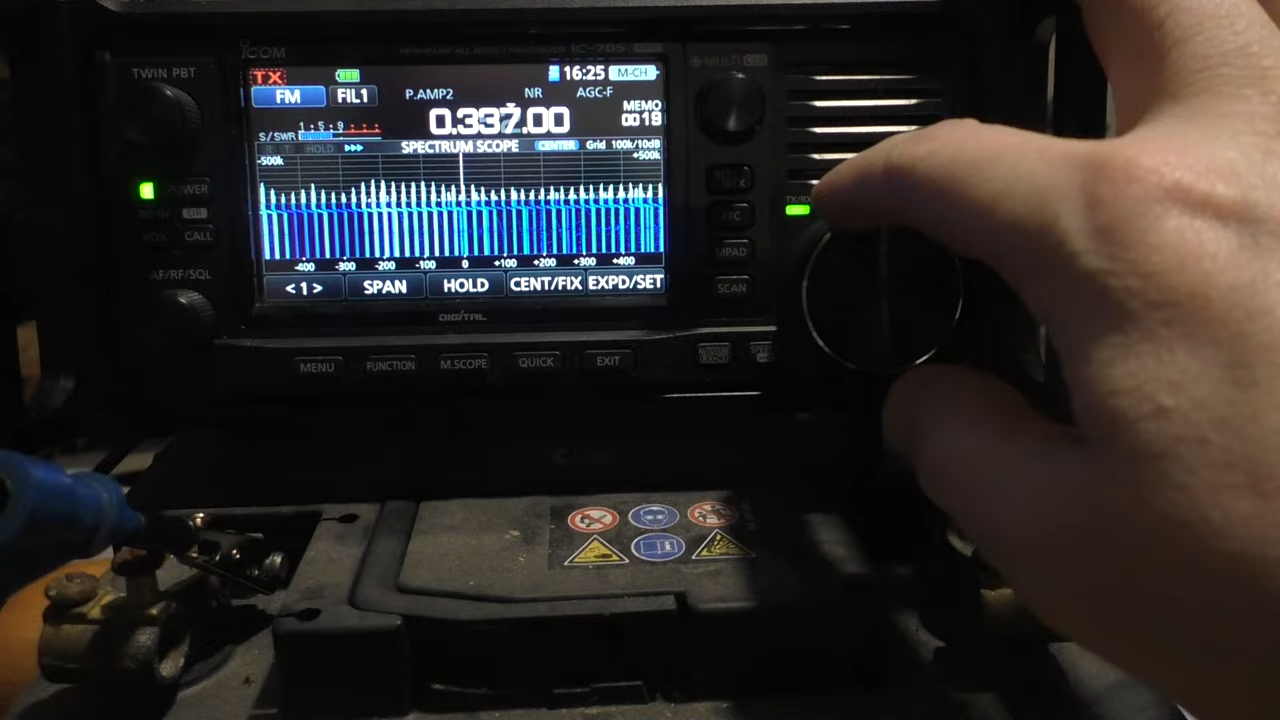 ICOM
IC-705
TWIN PBT
MULTI
TX
16:25 M-CH
FM FIL1 P.AMP2 NR AGC-F
MEMO
0.337.00 0019
1 5 9
S/SWR
R T HOLD SPECTRUM SCOPE CENTER Grid 100k/10dB
-500k +500k
-400 -300 -200 -100 0 +100 +200 +300 +400
<1> SPAN HOLD CENT/FIX EXPD/SET
DIGITAL
POWER
DR
VOX CALL
AF/RF/SQL
TX/RX
MPAD
SCAN
MENU FUNCTION M.SCOPE QUICK EXIT
AUTOTUNE